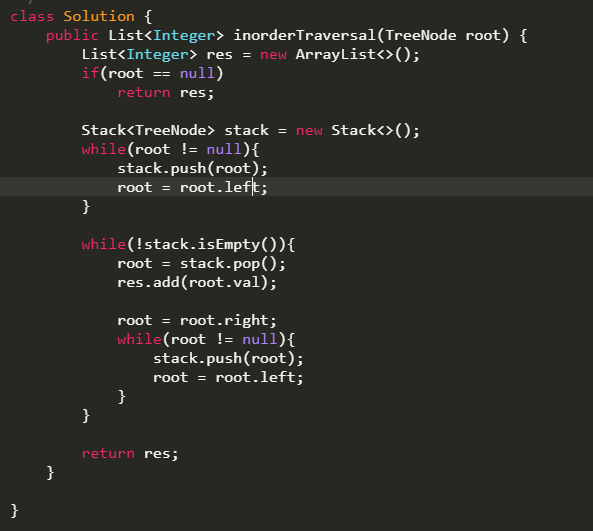 class Solution {
    public List<Integer> inorderTraversal(TreeNode root) {
        List<Integer> res = new ArrayList<>();
        if(root == null)
            return res;

        Stack<TreeNode> stack = new Stack<>();
        while(root != null){
            stack.push(root);
            root = root.left;
        }

        while(!stack.isEmpty()){
            root = stack.pop();
            res.add(root.val);

            root = root.right;
            while(root != null){
                stack.push(root);
                root = root.left;
            }
        }

        return res;
    }

}